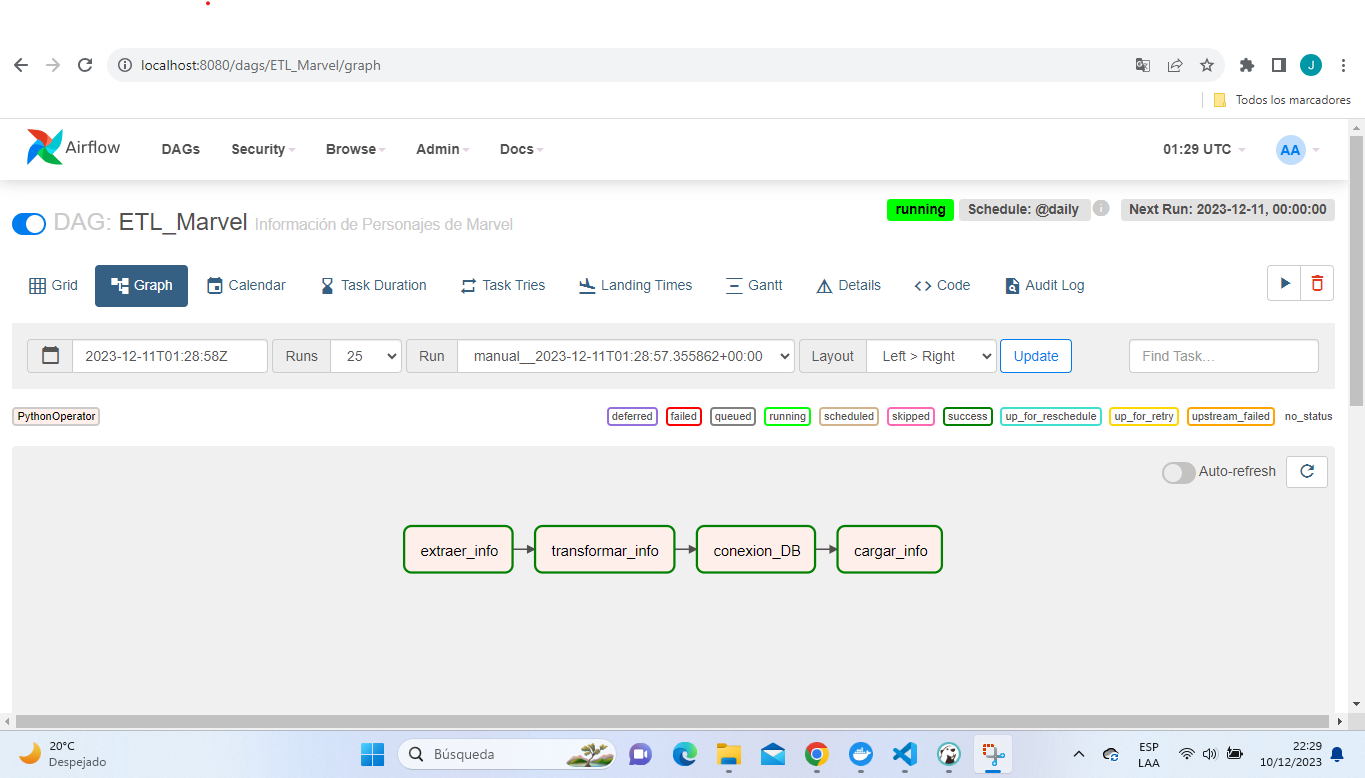 localhost:8080/dags/ETL_Marvel/graph
J
Todos los marcadores
Airflow DAGs Security Browse Admin Docs 01:29 UTC AA
DAG: ETL_Marvel Información de Personajes de Marvel running Schedule: @daily i Next Run: 2023-12-11, 00:00:00
Grid Graph Calendar Task Duration Task Tries Landing Times Gantt Details <> Code Audit Log
2023-12-11T01:28:58Z Runs 25 Run manual__2023-12-11T01:28:57.355862+00:00 Layout Left > Right Update Find Task...
PythonOperator deferred failed queued running scheduled skipped success up_for_reschedule up_for_retry upstream_failed no_status
Auto-refresh
extraer_info transformar_info conexion_DB cargar_info
20°C
Despejado
Búsqueda
ESP
LAA
22:29
10/12/2023